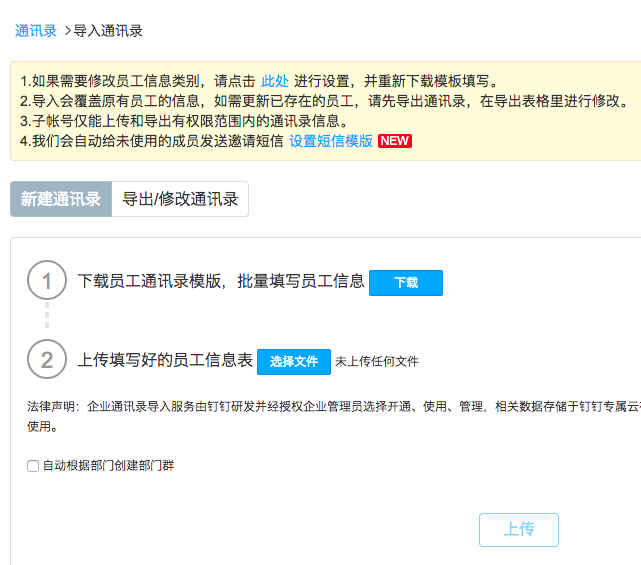 通讯录 >导入通讯录
1.如果需要修改员工信息类别，请点击 此处 进行设置，并重新下载模板填写。
2.导入会覆盖原有员工的信息，如需更新已存在的员工，请先导出通讯录，在导出表格里进行修改。
3.子帐号仅能上传和导出有权限范围内的通讯录信息。
4.我们会自动给未使用的成员发送邀请短信 设置短信模版 NEW
新建通讯录 导出/修改通讯录
1 下载员工通讯录模版，批量填写员工信息 下载
2 上传填写好的员工信息表 选择文件 未上传任何文件
法律声明：企业通讯录导入服务由钉钉研发并经授权企业管理员选择开通、使用、管理，相关数据存储于钉钉专属云
使用。
自动根据部门创建部门群
上传